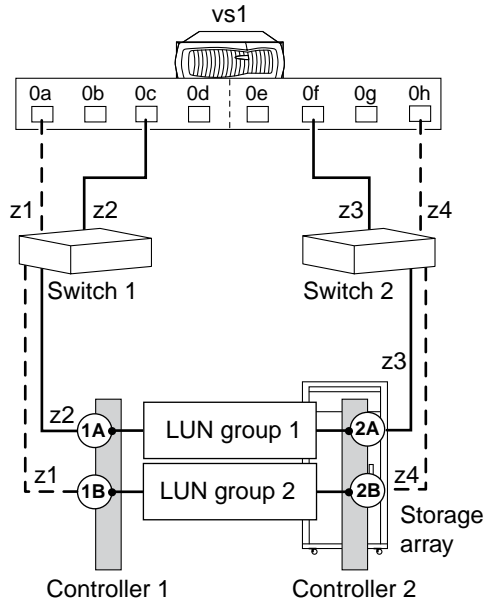 vs1
0a 0b 0c 0d 0e 0f 0g 0h
z1 z2 z3 z4
Switch 1 Switch 2
z3
z2 1A LUN group 1 2A
z1 1B LUN group 2 2B z4
Storage
array
Controller 1 Controller 2